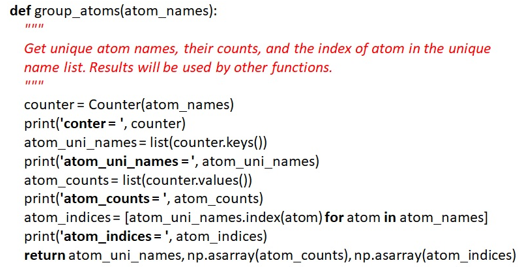 def group_atoms(atom_names):
"""
Get unique atom names, their counts, and the index of atom in the unique
name list. Results will be used by other functions.
"""
counter = Counter(atom_names)
print('conter = ', counter)
atom_uni_names = list(counter.keys())
print('atom_uni_names = ', atom_uni_names)
atom_counts = list(counter.values())
print('atom_counts = ', atom_counts)
atom_indices = [atom_uni_names.index(atom) for atom in atom_names]
print('atom_indices = ', atom_indices)
return atom_uni_names, np.asarray(atom_counts), np.asarray(atom_indices)